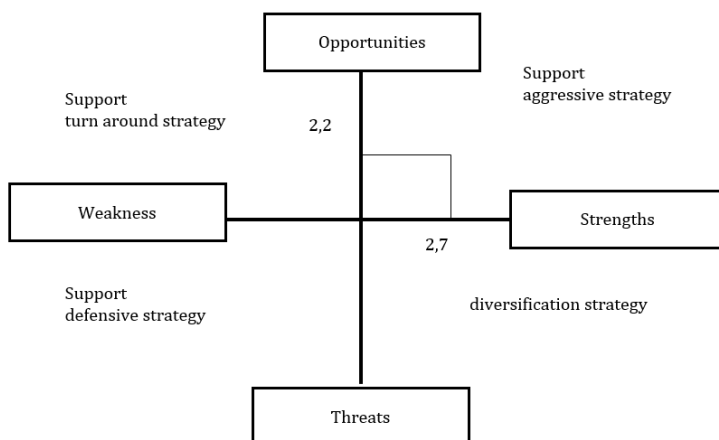 Opportunities
Support
aggressive strategy
Support
turn around strategy
2,2
Weakness
Strengths
2,7
Support
defensive strategy
diversification strategy
Threats